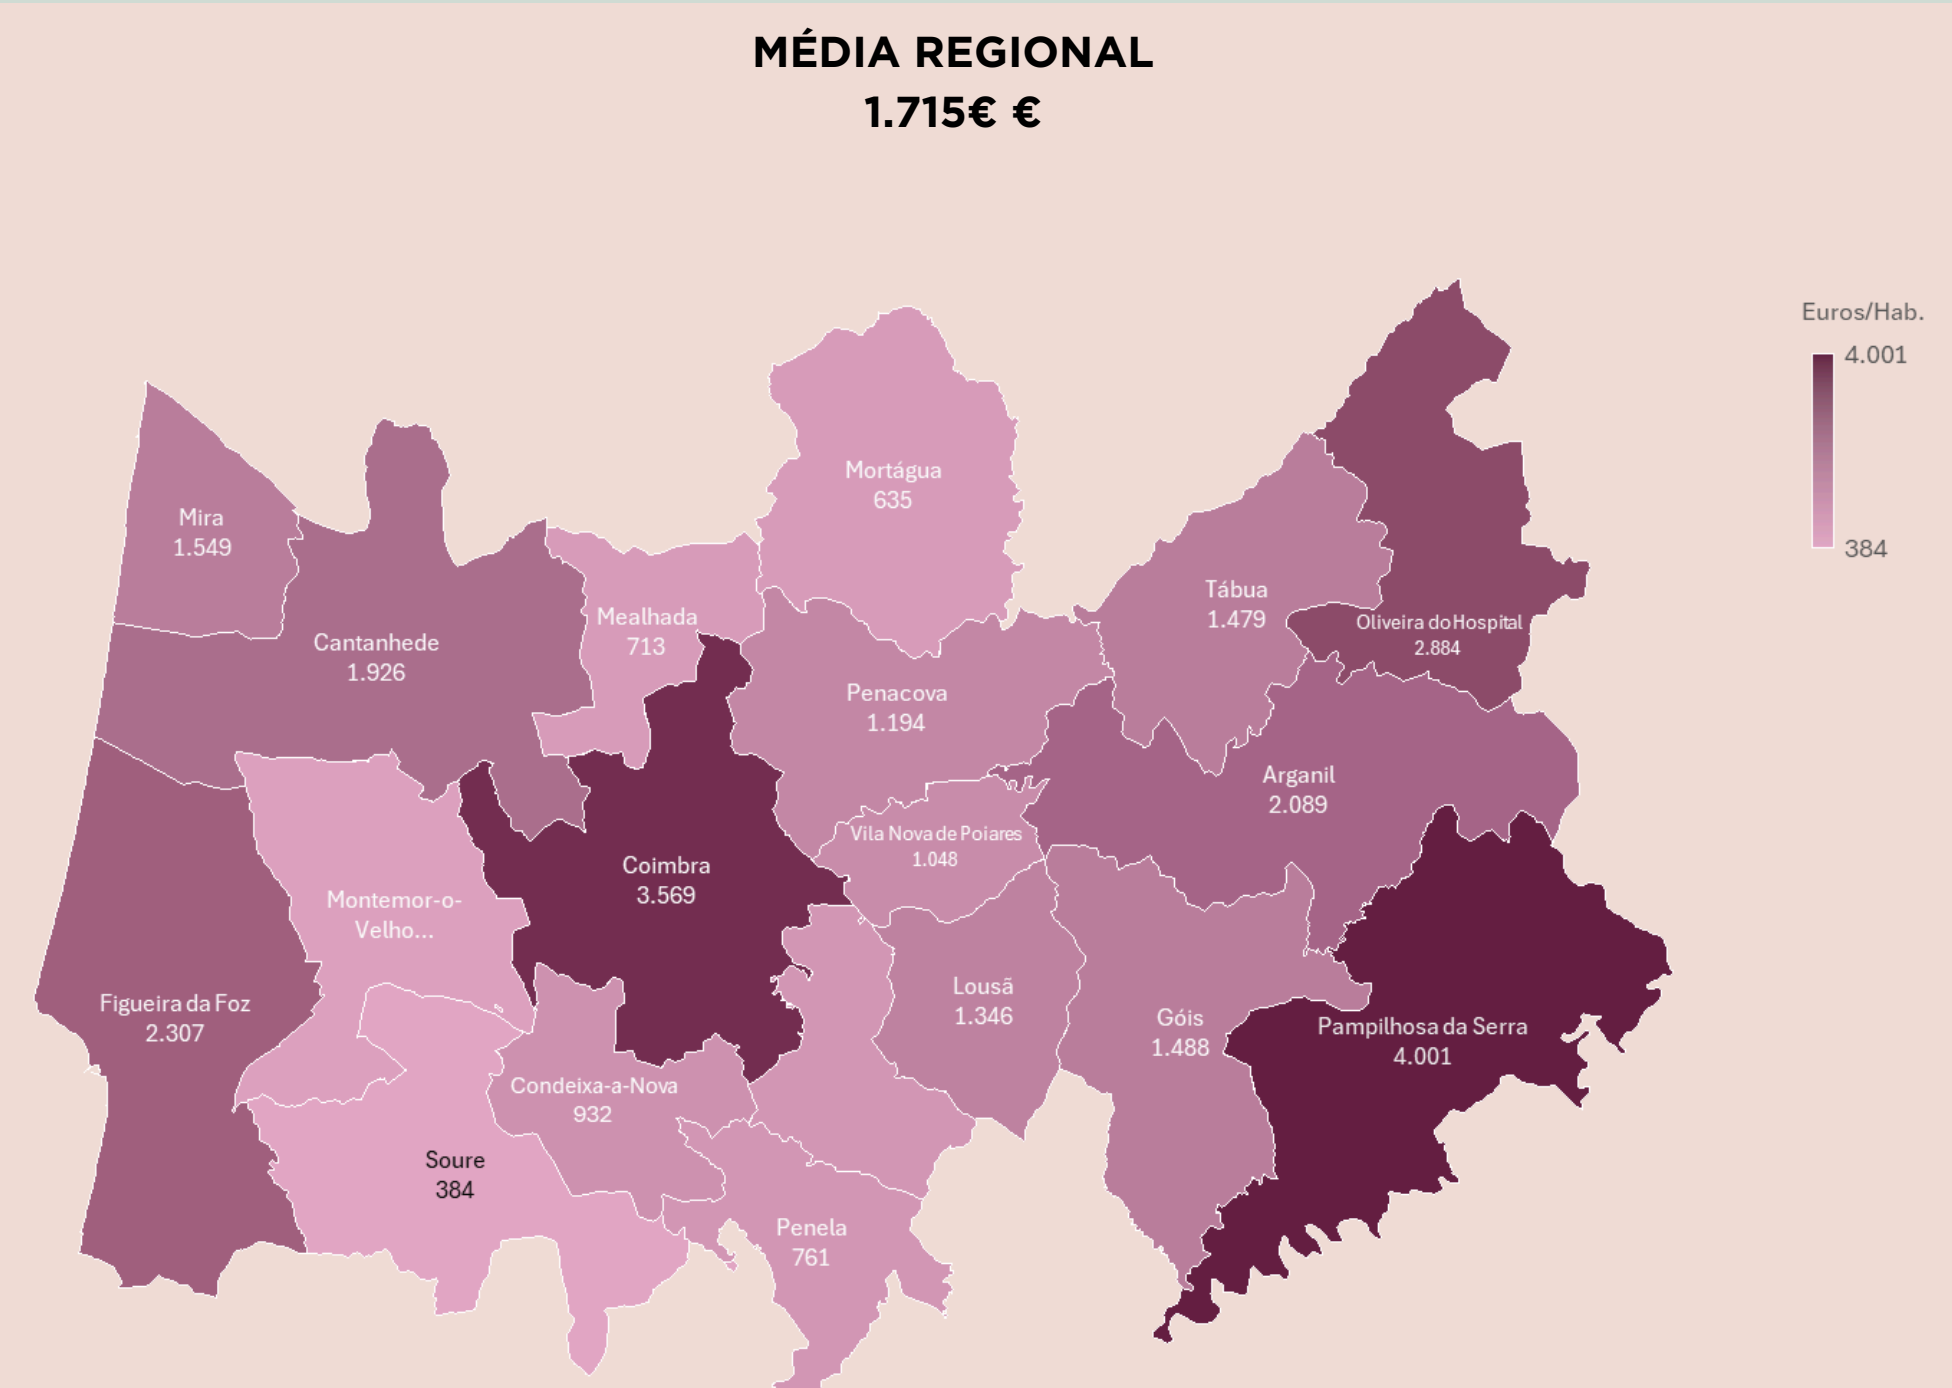 MÉDIA REGIONAL
1.715€ €
Euros/Hab.
4.001
384
Mortágua
635
Mira
1.549
Cantanhede
1.926
Mealhada
713
Tábua
1.479
Oliveira do Hospital
2.884
Penacova
1.194
Arganil
2.089
Vila Nova de Poiares
1.048
Coimbra
3.569
Montemor-o-
Velho...
Figueira da Foz
2.307
Lousã
1.346
Góis
1.488
Pampilhosa da Serra
4.001
Condeixa-a-Nova
932
Soure
384
Penela
761